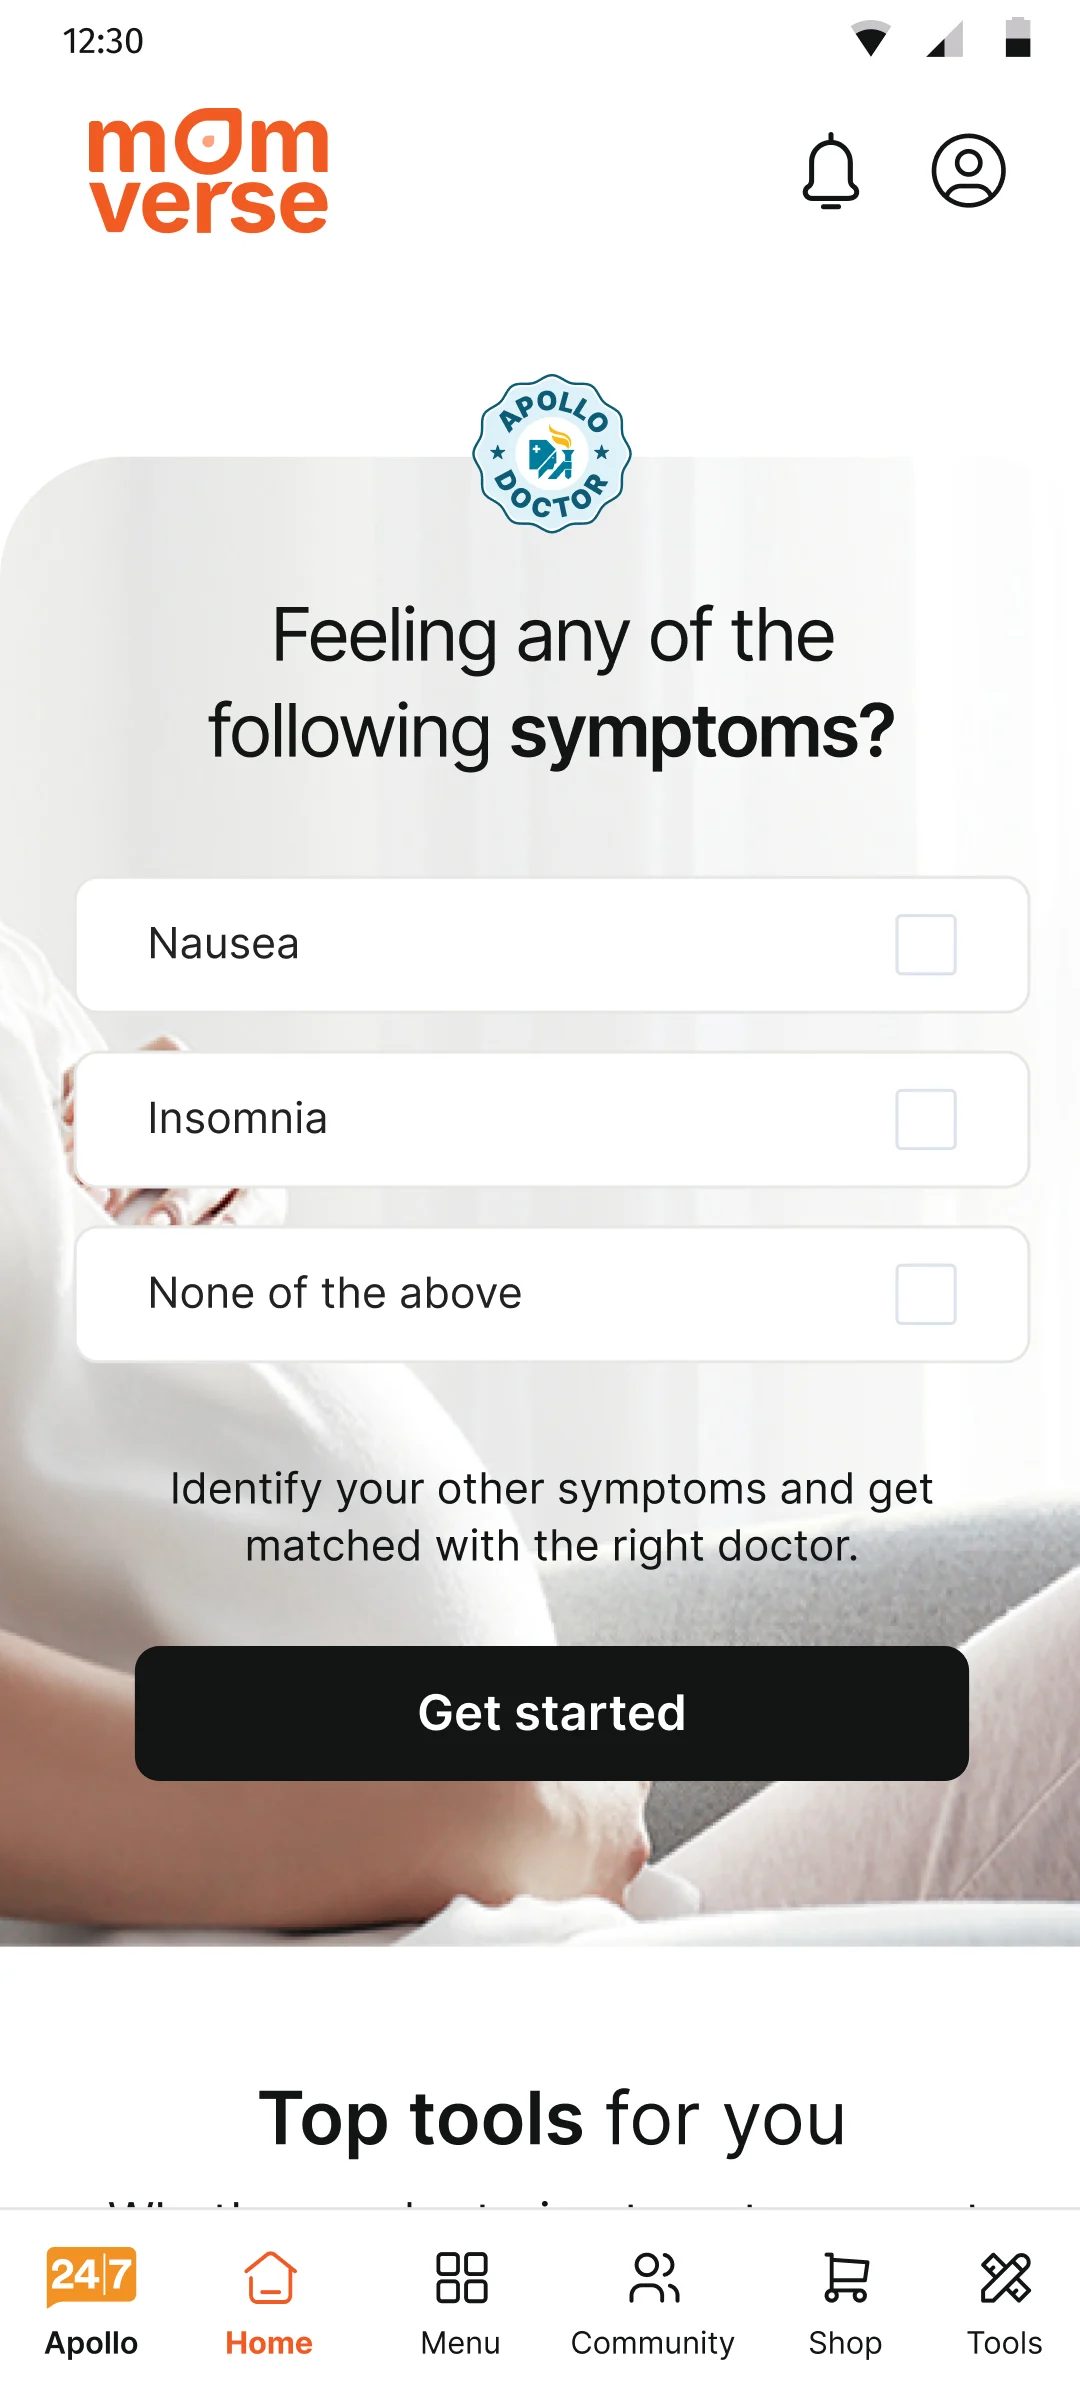 12:30
mom
verse
APOLLO
DOCTOR
Feeling any of the
following symptoms?
Nausea
Insomnia
None of the above
Identify your other symptoms and get
matched with the right doctor.
Get started
Top tools for you
24|7
Apollo
Home
Menu
Community
Shop
Tools